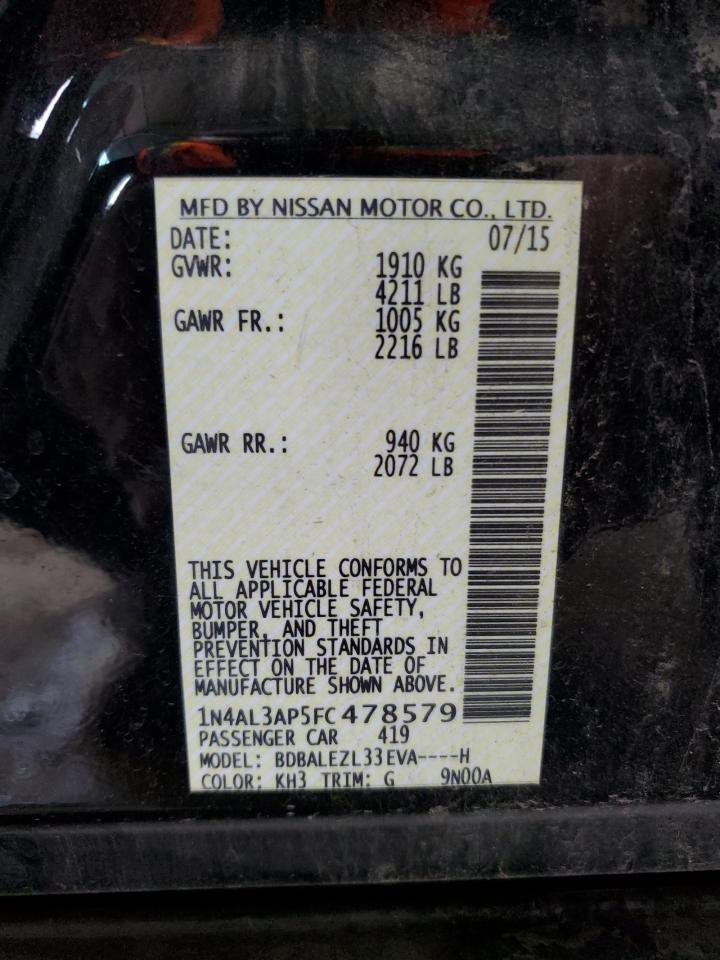 MFD BY NISSAN MOTOR CO., LTD.
DATE: 07/15
GVWR: 1910 KG
4211 LB
GAWR FR.: 1005 KG
2216 LB
GAWR RR.: 940 KG
2072 LB
THIS VEHICLE CONFORMS TO
ALL APPLICABLE FEDERAL
MOTOR VEHICLE SAFETY,
BUMPER, AND THEFT
PREVENTION STANDARDS IN
EFFECT ON THE DATE OF
MANUFACTURE SHOWN ABOVE.
1N4AL3AP5FC478579
PASSENGER CAR 419
MODEL: BDBALEZL33EVA----H
COLOR: KH3 TRIM: G 9N00A